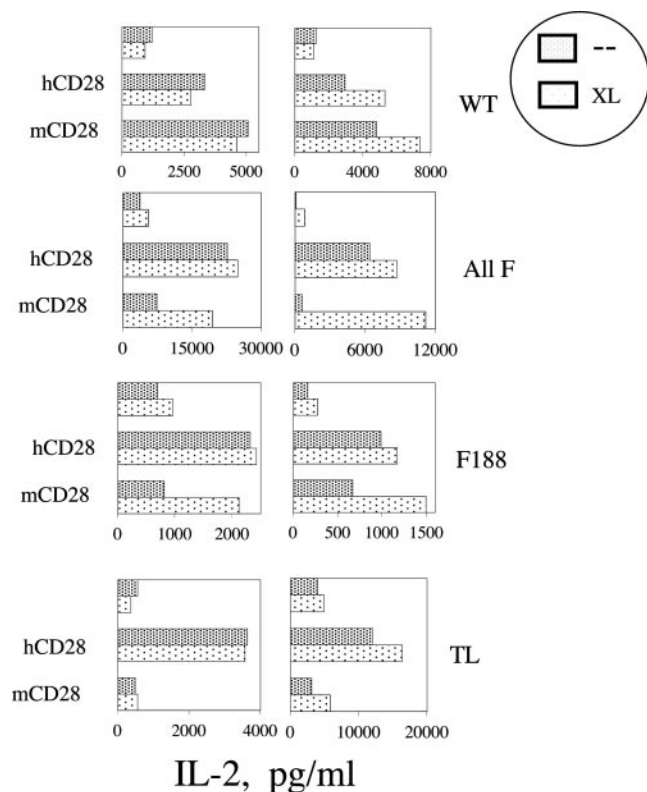 --
XL
hCD28
mCD28
WT
0 2500 5000 0 4000 8000
hCD28
mCD28
All F
0 15000 30000 0 6000 12000
hCD28
mCD28
F188
0 1000 2000 0 500 1000 1500
hCD28
mCD28
TL
0 2000 4000 0 10000 20000
IL-2, pg/ml